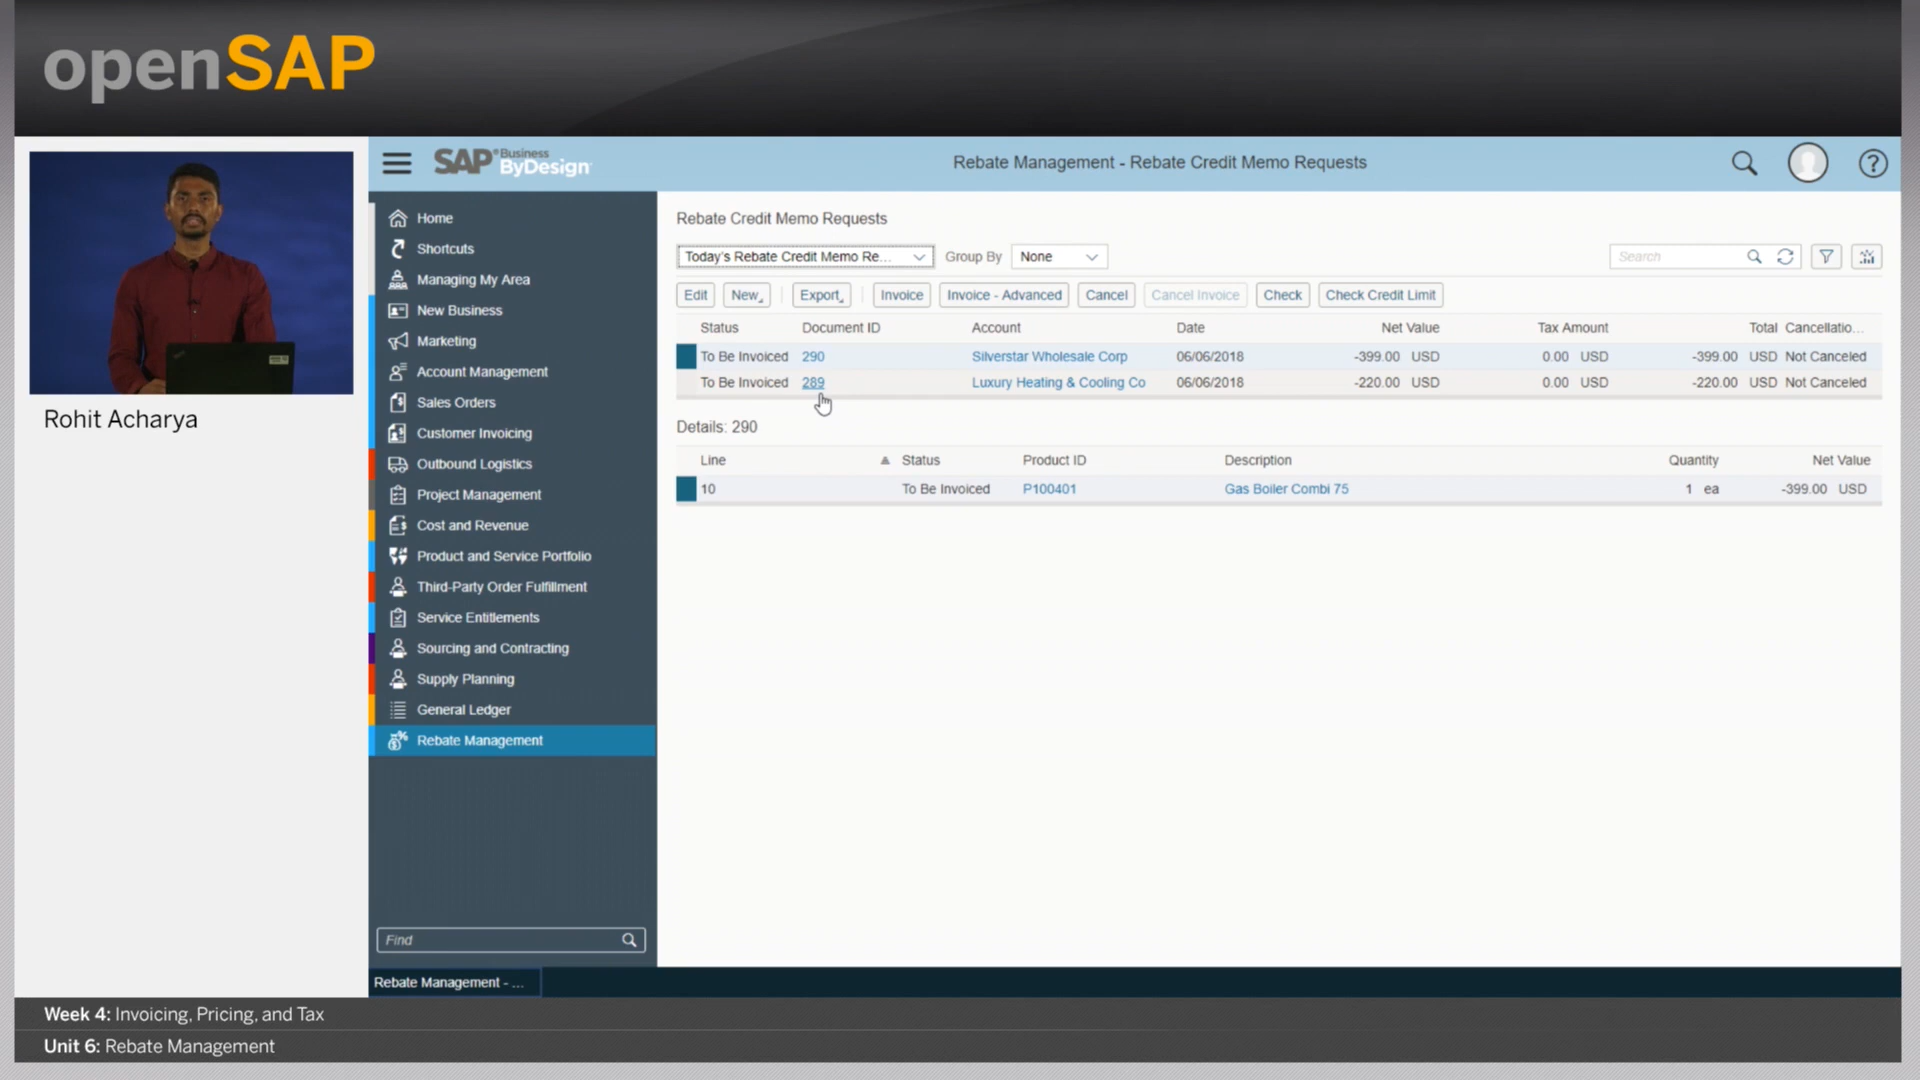 openSAP
SAP Business ByDesign
Rebate Management - Rebate Credit Memo Requests
Rohit Acharya
Home
Shortcuts
Managing My Area
New Business
Marketing
Account Management
Sales Orders
Customer Invoicing
Outbound Logistics
Project Management
Cost and Revenue
Product and Service Portfolio
Third-Party Order Fulfillment
Service Entitlements
Sourcing and Contracting
Supply Planning
General Ledger
Rebate Management
Find
Rebate Management - ...
Rebate Credit Memo Requests
Today's Rebate Credit Memo Re... Group By None Search
Edit New Export Invoice Invoice - Advanced Cancel Cancel Invoice Check Check Credit Limit
Status Document ID Account Date Net Value Tax Amount Total Cancellatio...
To Be Invoiced 290 Silverstar Wholesale Corp 06/06/2018 -399.00 USD 0.00 USD -399.00 USD Not Canceled
To Be Invoiced 289 Luxury Heating & Cooling Co 06/06/2018 -220.00 USD 0.00 USD -220.00 USD Not Canceled
Details: 290
Line Status Product ID Description Quantity Net Value
10 To Be Invoiced P100401 Gas Boiler Combi 75 1 ea -399.00 USD
Week 4: Invoicing, Pricing, and Tax
Unit 6: Rebate Management